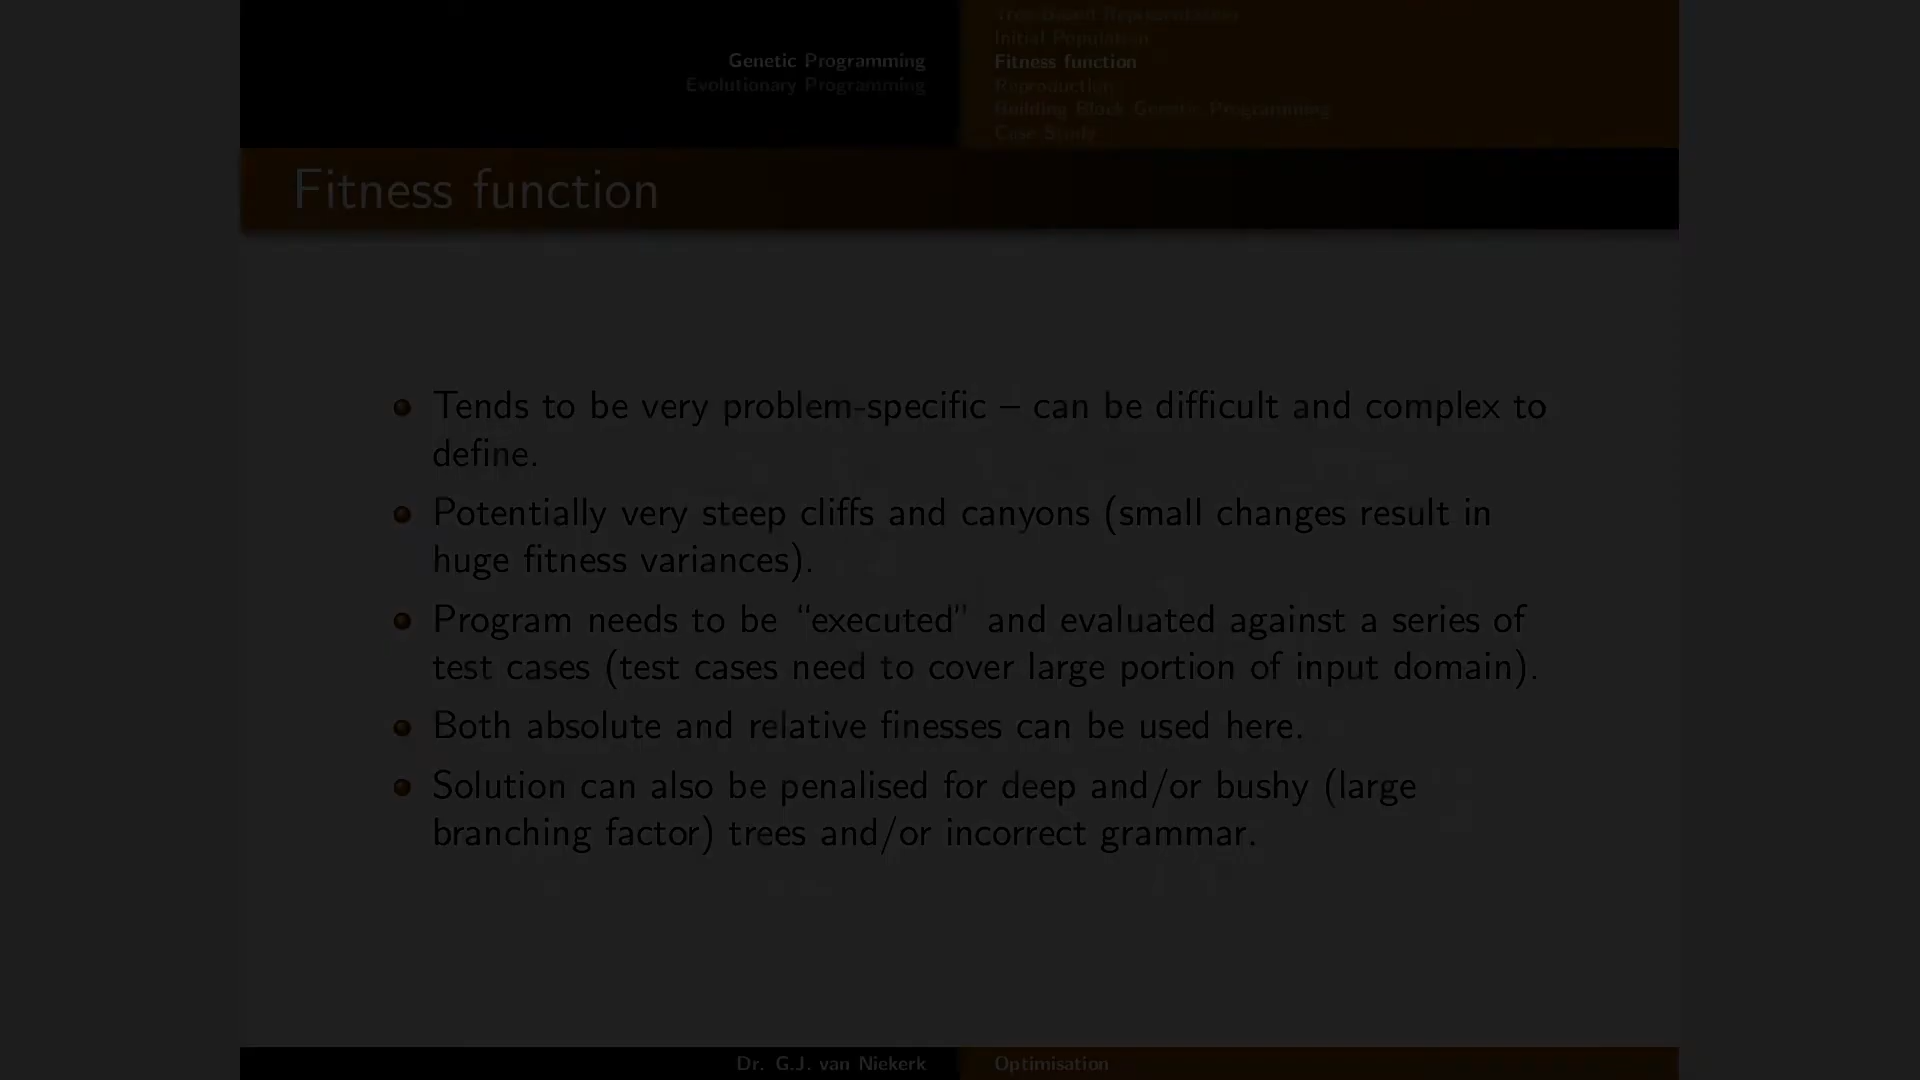 Genetic Programming
Evolutionary Programming
Tree-Based Representation
Initial Population
Fitness function
Reproduction
Building Block Genetic Programming
Case Study
Fitness function
Tends to be very problem-specific – can be difficult and complex to
define.
Potentially very steep cliffs and canyons (small changes result in
huge fitness variances).
Program needs to be “executed” and evaluated against a series of
test cases (test cases need to cover large portion of input domain).
Both absolute and relative finesses can be used here.
Solution can also be penalised for deep and/or bushy (large
branching factor) trees and/or incorrect grammar.
Dr. G.J. van Niekerk
Optimisation